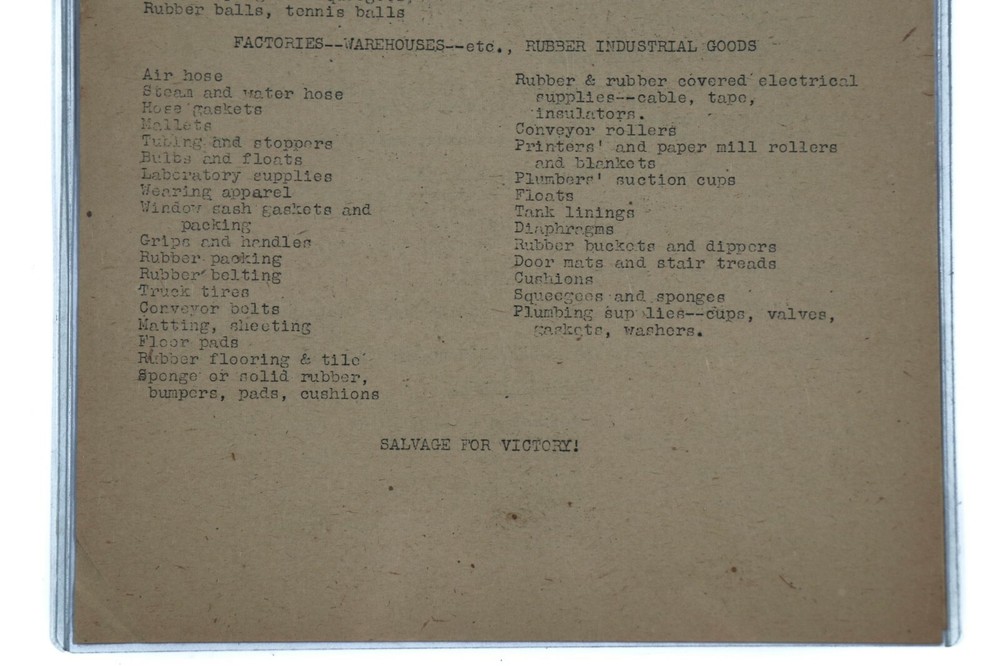 Rubber balls, tennis balls
FACTORIES--WAREHOUSES--etc., RUBBER INDUSTRIAL GOODS
Air hose
Steam and water hose
Hose gaskets
Mallets
Tubing and stoppers
Bulbs and floats
Laboratory supplies
Wearing apparel
Window sash gaskets and
packing
Grips and handles
Rubber packing
Rubber belting
Truck tires
Conveyor belts
Matting, sheeting
Floor pads
Rubber flooring & tile
Sponge or solid rubber,
bumpers, pads, cushions
Rubber & rubber covered electrical
supplies--cable, tape,
insulators.
Conveyor rollers
Printers' and paper mill rollers
and blankets
Plumbers' suction cups
Floats
Tank linings
Diaphragms
Rubber buckets and dippers
Door mats and stair treads
Cushions
Squeegees and sponges
Plumbing supplies--cups, valves,
gaskets, washers.
SALVAGE FOR VICTORY!